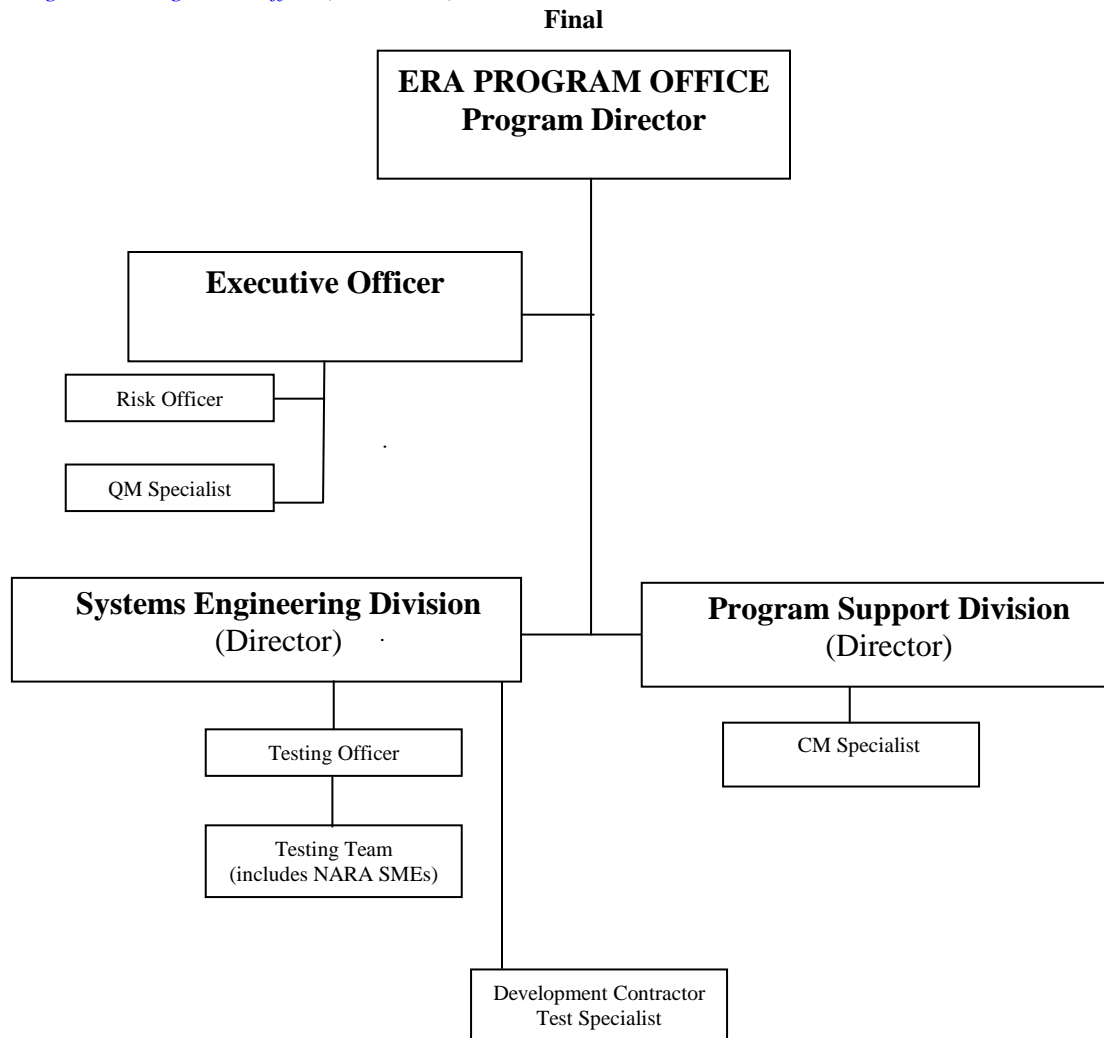 Final
ERA PROGRAM OFFICE
Program Director
Executive Officer
Risk Officer
QM Specialist
Systems Engineering Division
(Director)
Program Support Division
(Director)
Testing Officer
CM Specialist
Testing Team
(includes NARA SMEs)
Development Contractor
Test Specialist